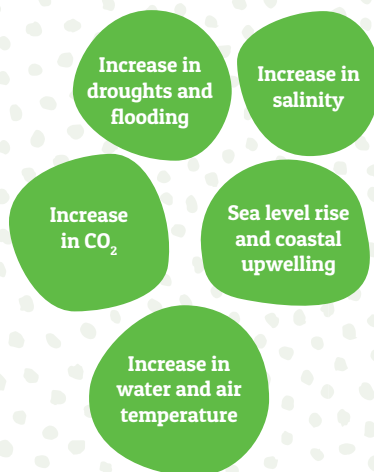 Increase in
droughts and
flooding
Increase in
salinity
Increase
in CO₂
Sea level rise
and coastal
upwelling
Increase in
water and air
temperature